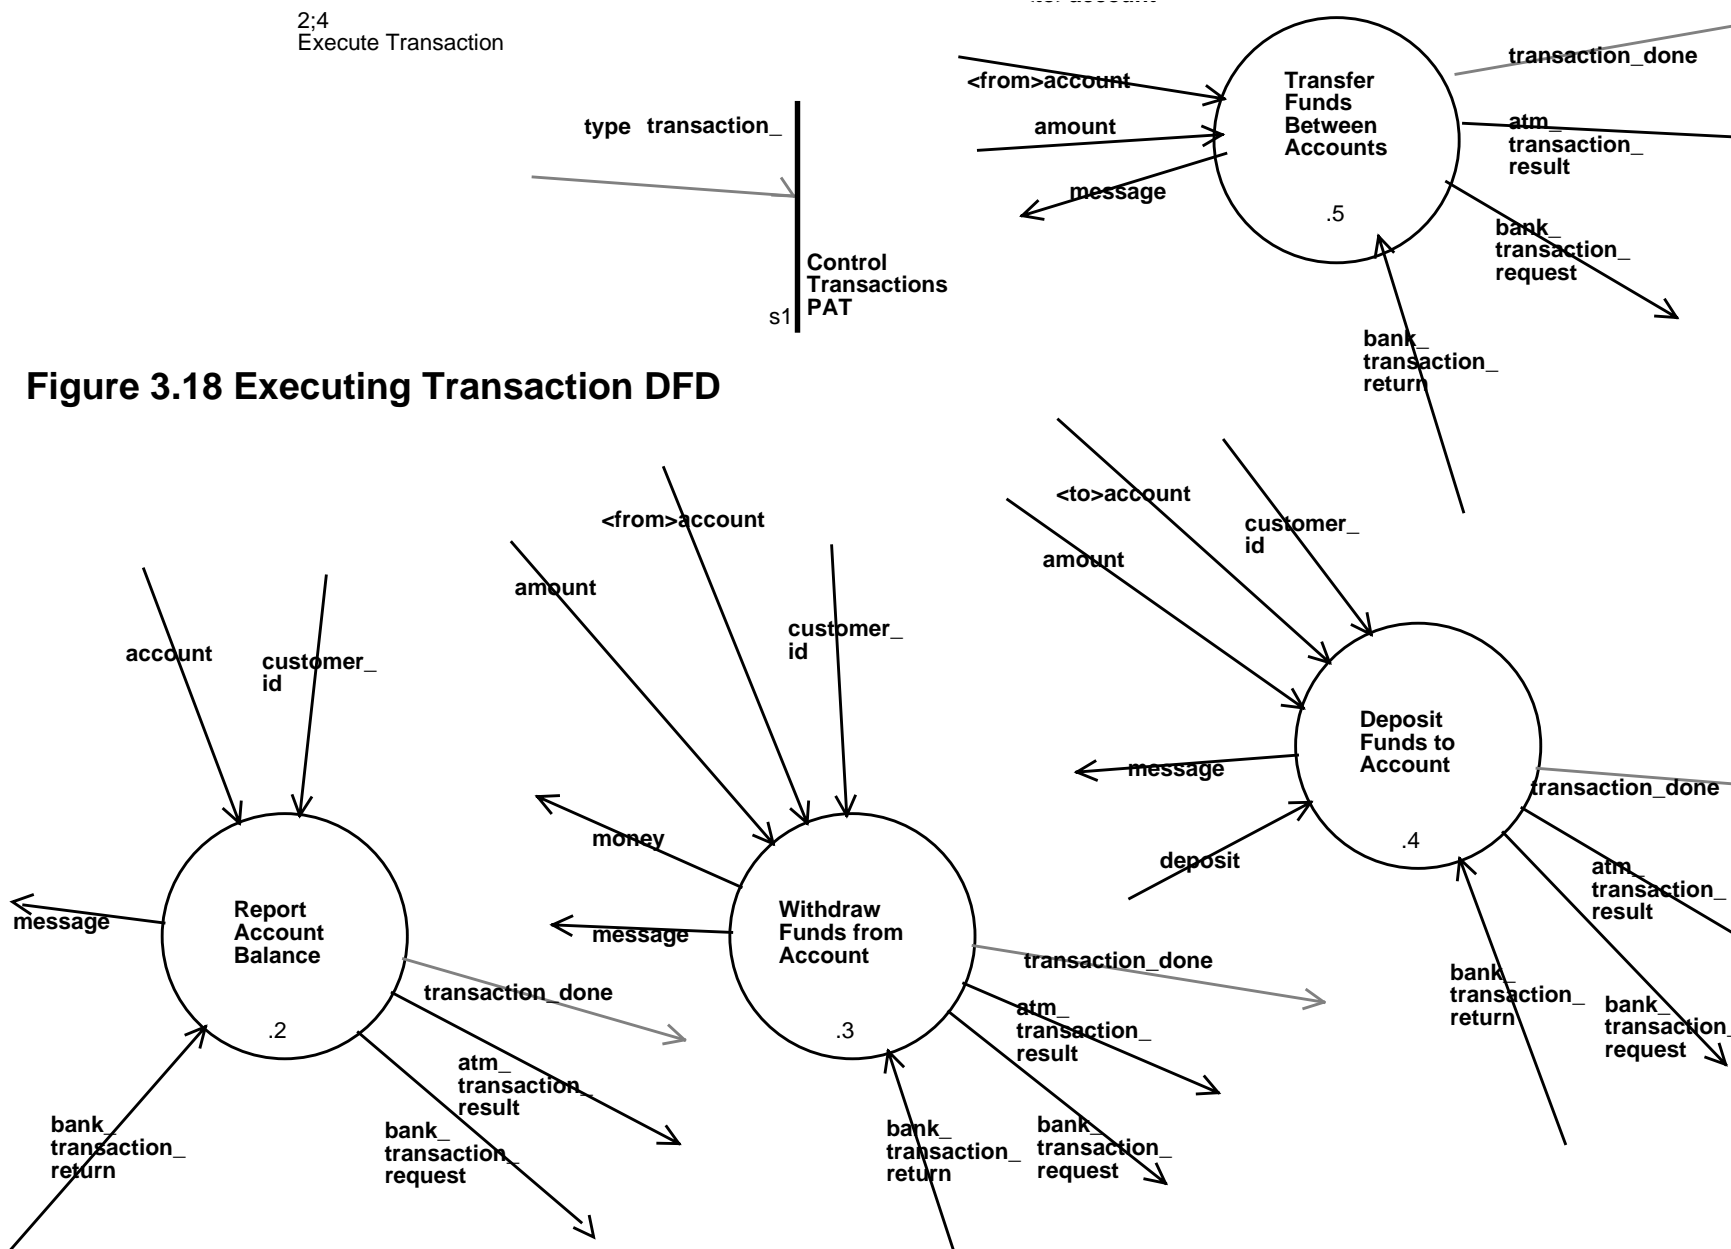 2;4
Execute Transaction
type transaction_
s1
Control
Transactions
PAT
<from>account
amount
message
Transfer
Funds
Between
Accounts
.5
transaction_done
atm_
transaction_
result
bank_
transaction_
request
bank_
transaction_
return
Figure 3.18 Executing Transaction DFD
account
customer_
id
message
Report
Account
Balance
.2
transaction_done
atm_
transaction_
result
bank_
transaction_
request
bank_
transaction_
return
<from>account
amount
customer_
id
money
message
Withdraw
Funds from
Account
.3
transaction_done
atm_
transaction_
result
bank_
transaction_
request
bank_
transaction_
return
<to>account
customer_
id
amount
message
deposit
Deposit
Funds to
Account
.4
transaction_done
atm_
transaction_
result
bank_
transaction_
request
bank_
transaction_
return